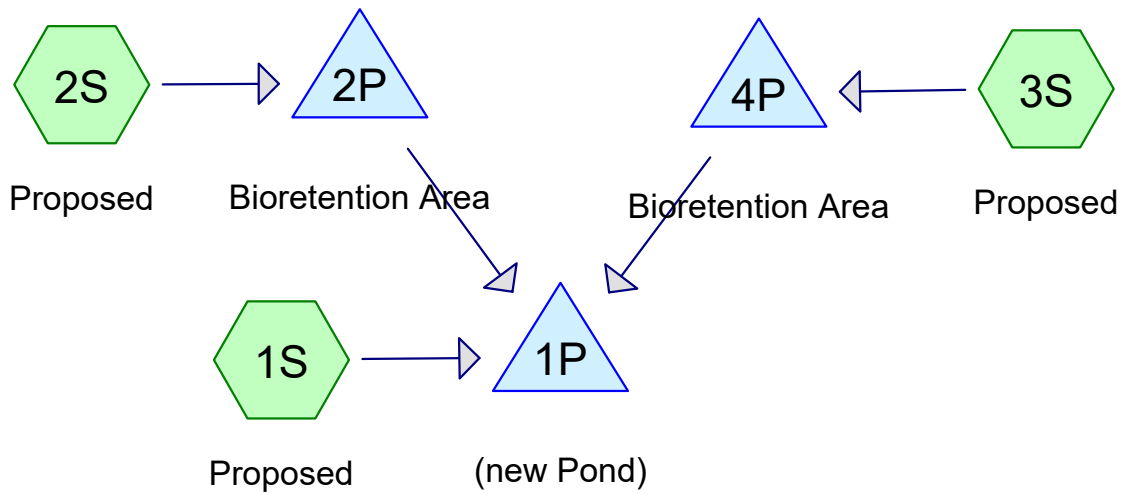 2S
2P
4P
3S
Proposed
Bioretention Area
Bioretention Area
Proposed
1S
1P
Proposed
(new Pond)